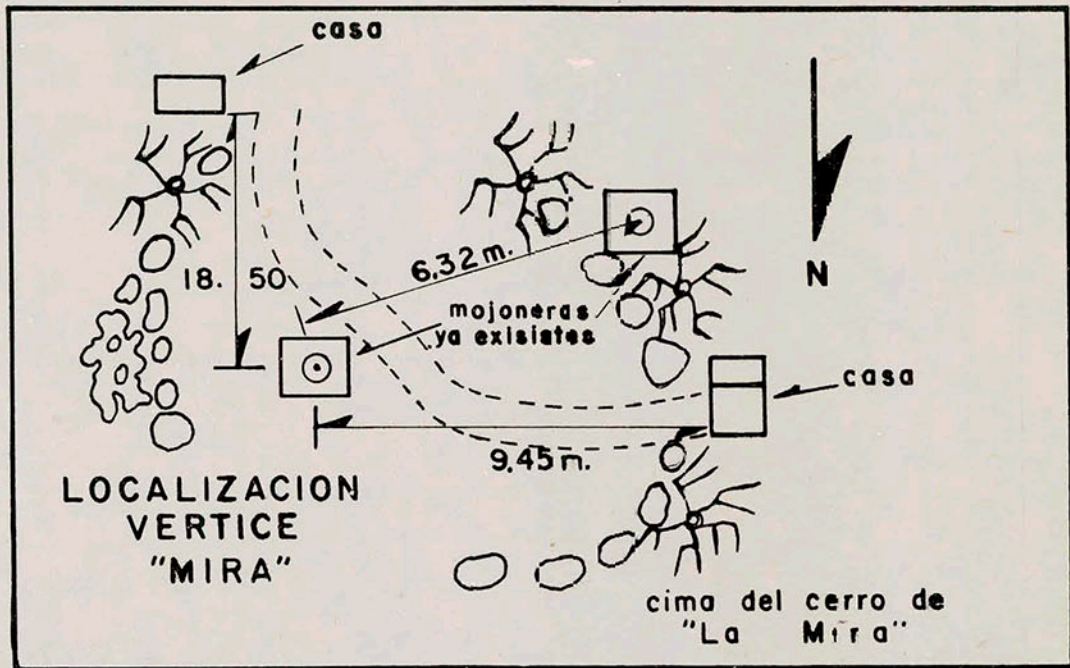 casa
6.32 m.
N
18. 50
mojoneras
ya exisiates
casa
9.45 m.
LOCALIZACION
VERTICE
"MIRA"
cima del cerro de
"La Mira"